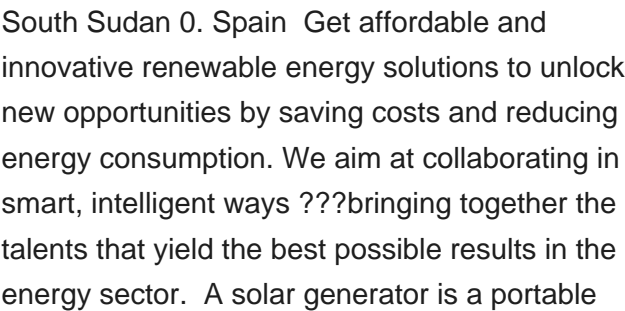 South Sudan 0. Spain  Get affordable and
innovative renewable energy solutions to unlock
new opportunities by saving costs and reducing
energy consumption. We aim at collaborating in
smart, intelligent ways ???bringing together the
talents that yield the best possible results in the
energy sector.  A solar generator is a portable